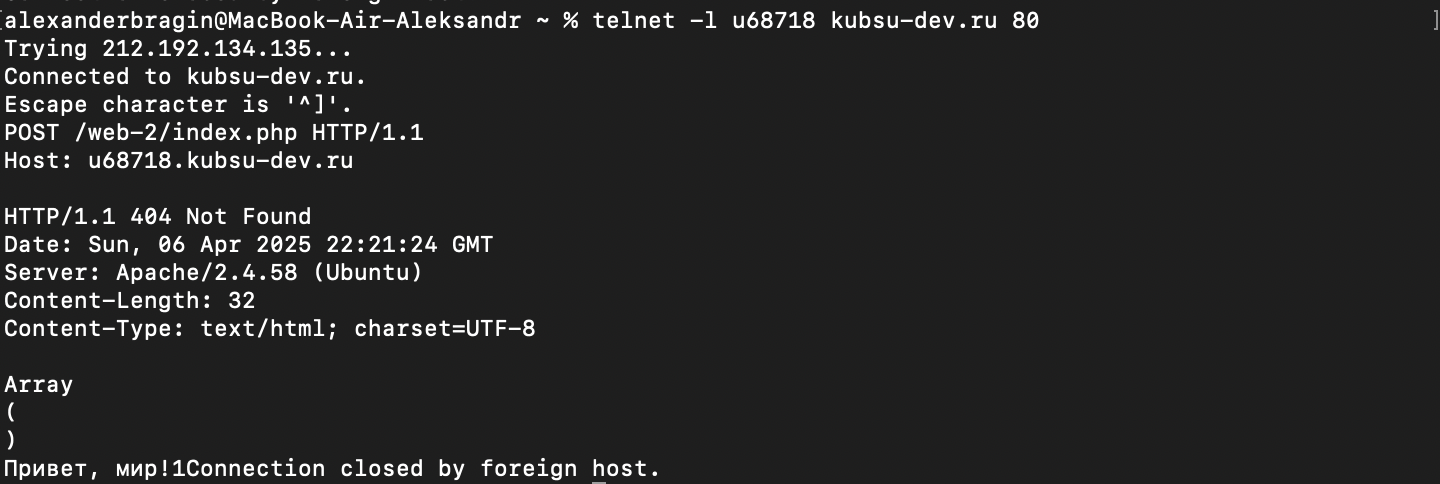 [alexanderbragin@MacBook-Air-Aleksandr ~ % telnet -l u68718 kubsu-dev.ru 80 ]
Trying 212.192.134.135...
Connected to kubsu-dev.ru.
Escape character is '^]'.
POST /web-2/index.php HTTP/1.1
Host: u68718.kubsu-dev.ru
HTTP/1.1 404 Not Found
Date: Sun, 06 Apr 2025 22:21:24 GMT
Server: Apache/2.4.58 (Ubuntu)
Content-Length: 32
Content-Type: text/html; charset=UTF-8
Array
(
)
Привет, мир!1Connection closed by foreign host.